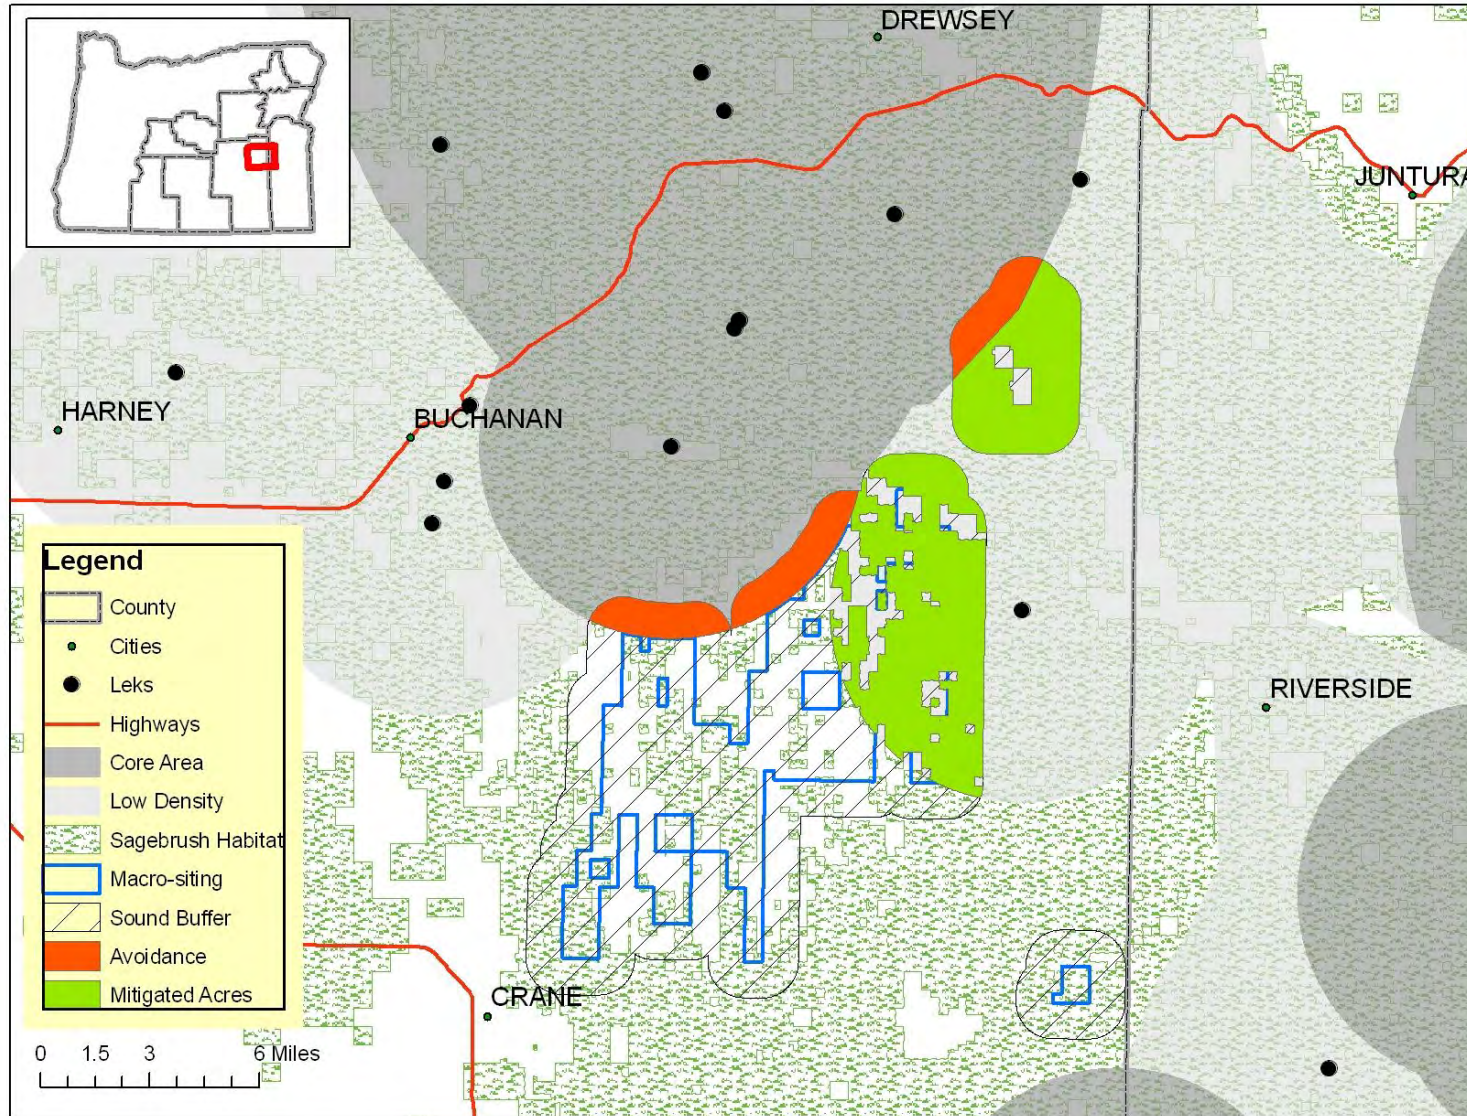 DREWSEY
JUNTURA
HARNEY
BUCHANAN
RIVERSIDE
CRANE
Legend
County
Cities
Leks
Highways
Core Area
Low Density
Sagebrush Habitat
Macro-siting
Sound Buffer
Avoidance
Mitigated Acres
0 1.5 3 6 Miles